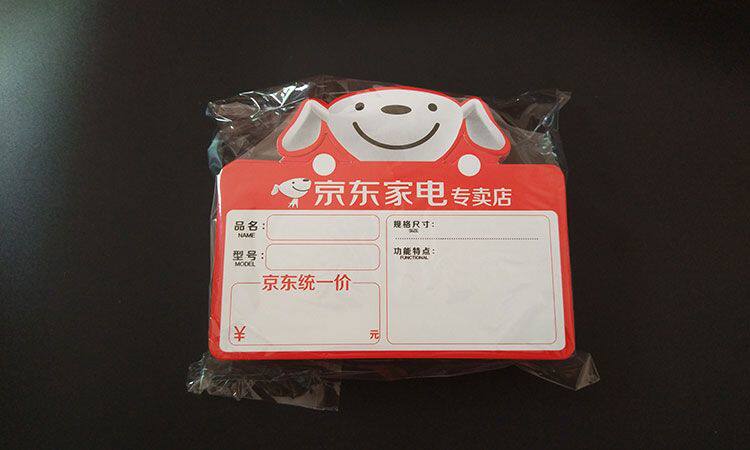 京东家电专卖店
品名：
NAME
型号：
MODEL
京东统一价
¥ 元
规格尺寸：
SIZE
功能特点：
FUNCTIONAL